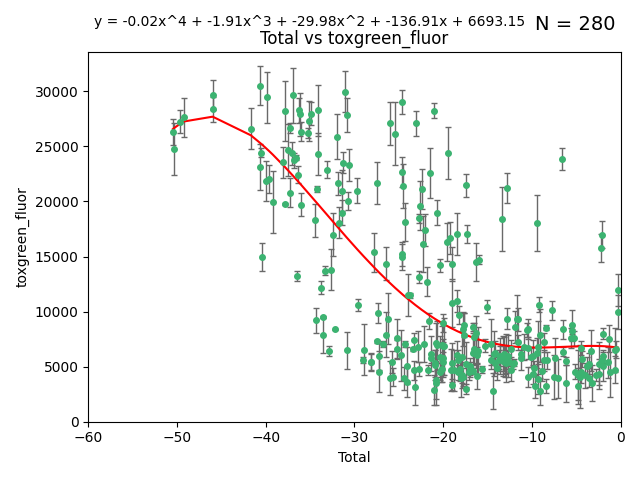 y = -0.02x^4 + -1.91x^3 + -29.98x^2 + -136.91x + 6693.15
N = 280
Total vs toxgreen_fluor
toxgreen_fluor
30000
25000
20000
15000
10000
5000
0
−60
−50
−40
−30
−20
−10
0
Total